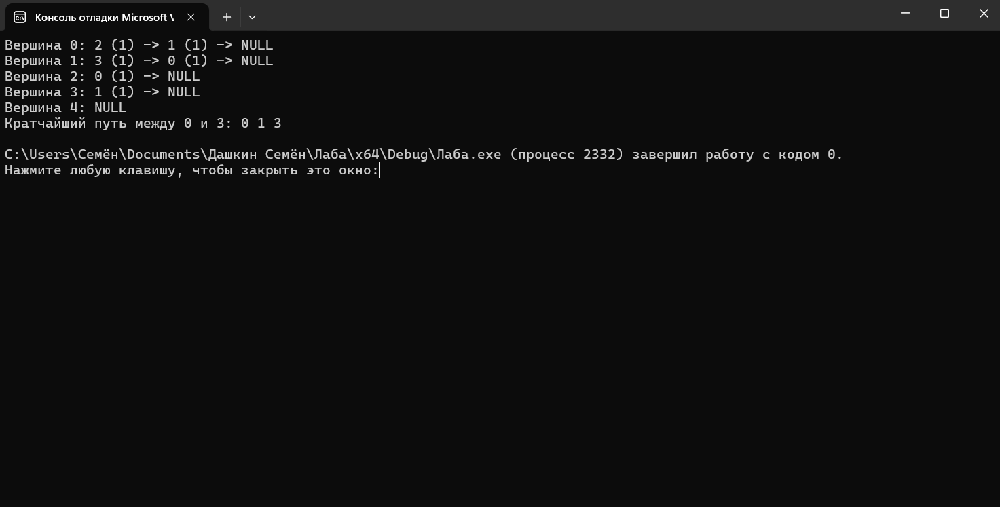 Консоль отладки Microsoft V
Вершина 0: 2 (1) -> 1 (1) -> NULL
Вершина 1: 3 (1) -> 0 (1) -> NULL
Вершина 2: 0 (1) -> NULL
Вершина 3: 1 (1) -> NULL
Вершина 4: NULL
Кратчайший путь между 0 и 3: 0 1 3
C:\Users\Семён\Documents\Дашкин Семён\Лаба\x64\Debug\Лаба.exe (процесс 2332) завершил работу с кодом 0.
Нажмите любую клавишу, чтобы закрыть это окно: